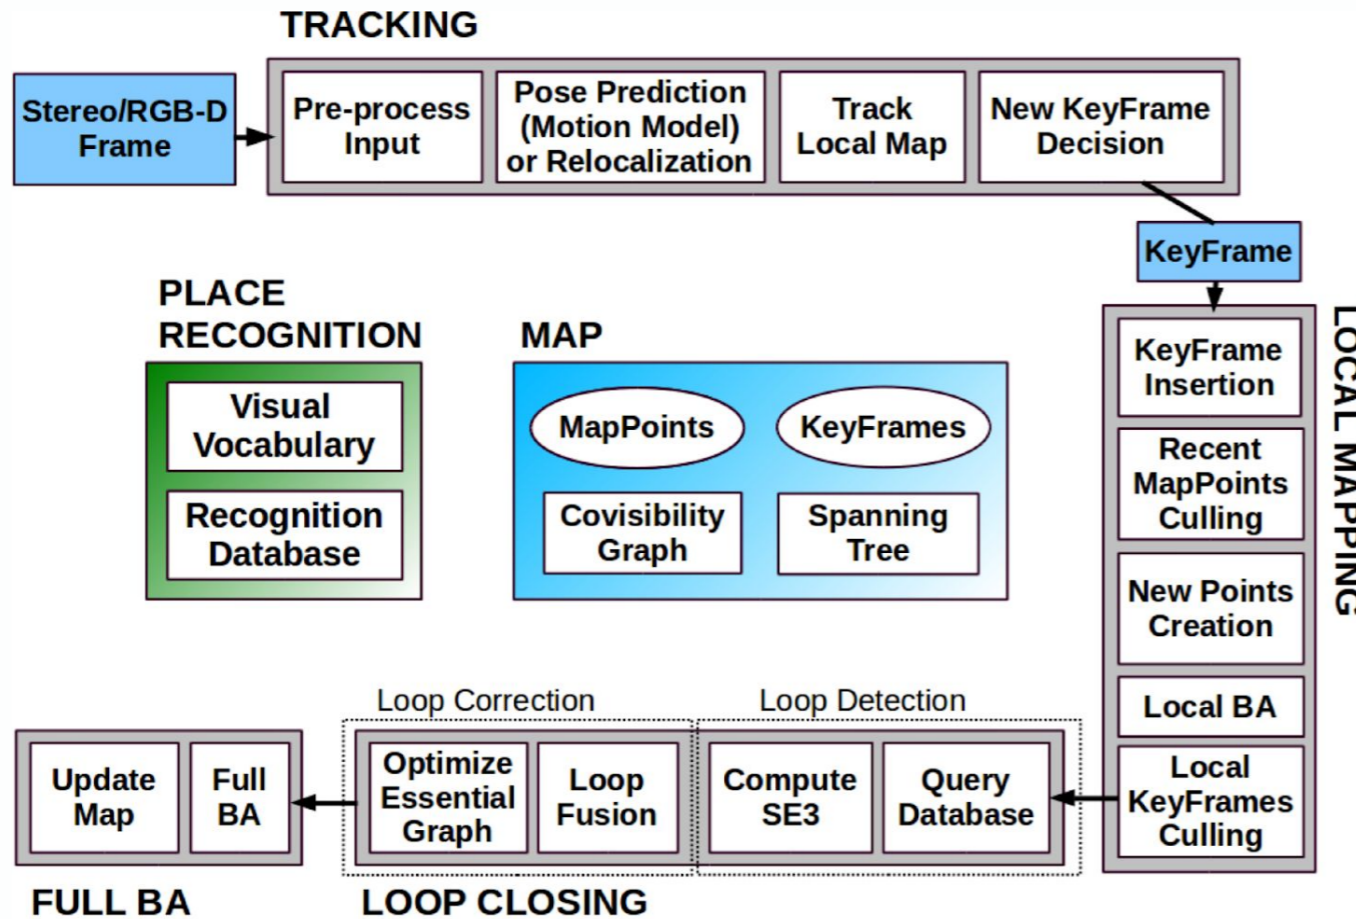 TRACKING
Stereo/RGB-D
Frame
Pre-process
Input
Pose Prediction
(Motion Model)
or Relocalization
Track
Local Map
New KeyFrame
Decision
KeyFrame
PLACE
RECOGNITION
Visual
Vocabulary
Recognition
Database
MAP
MapPoints
KeyFrames
Covisibility
Graph
Spanning
Tree
LOCAL MAPPING
KeyFrame
Insertion
Recent
MapPoints
Culling
New Points
Creation
Local BA
Local
KeyFrames
Culling
Loop Correction
Loop Detection
Update
Map
Full
BA
Optimize
Essential
Graph
Loop
Fusion
Compute
SE3
Query
Database
FULL BA
LOOP CLOSING